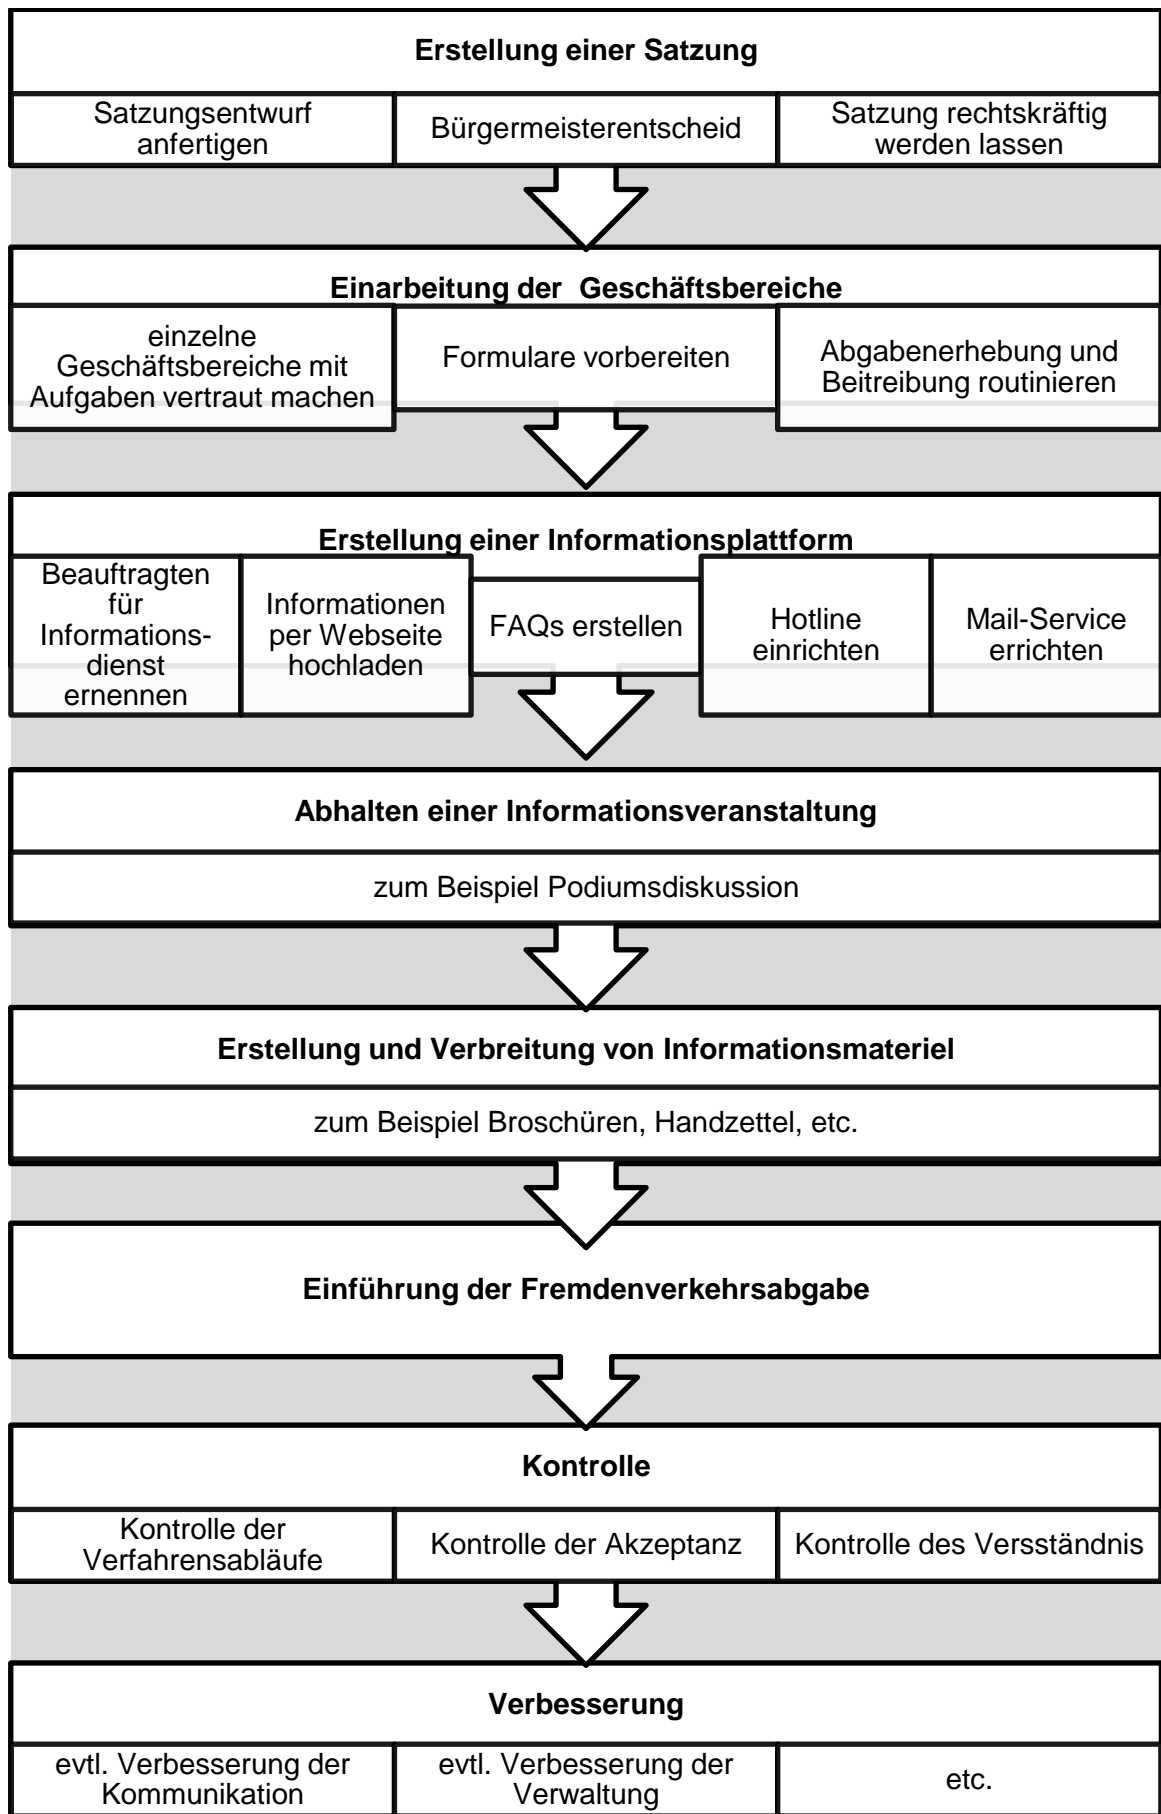 Erstellung einer Satzung
Satzungsentwurf
anfertigen
Bürgermeisterentscheid
Satzung rechtskräftig
werden lassen
Einarbeitung der  Geschäftsbereiche
einzelne
Geschäftsbereiche mit
Aufgaben vertraut machen
Formulare vorbereiten
Abgabenerhebung und
Beitreibung routinieren
Erstellung einer Informationsplattform
Beauftragten
für
Informations-
dienst
ernennen
Informationen
per Webseite
hochladen
FAQs erstellen
Hotline
einrichten
Mail-Service
errichten
Abhalten einer Informationsveranstaltung
zum Beispiel Podiumsdiskussion
Erstellung und Verbreitung von Informationsmateriel
zum Beispiel Broschüren, Handzettel, etc.
Einführung der Fremdenverkehrsabgabe
Kontrolle
Kontrolle der
Verfahrensabläufe
Kontrolle der Akzeptanz
Kontrolle des Versständnis
Verbesserung
evtl. Verbesserung der
Kommunikation
evtl. Verbesserung der
Verwaltung
etc.